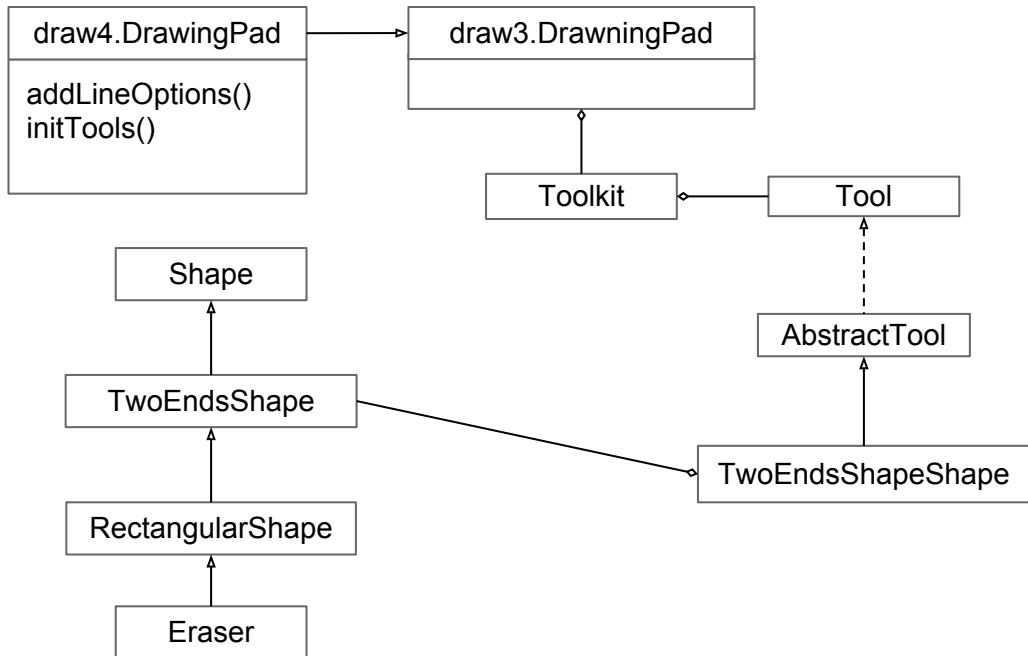 draw4.DrawingPad
draw3.DrawningPad
addLineOptions()
initTools()
Toolkit
Tool
Shape
AbstractTool
TwoEndsShape
TwoEndsShapeShape
RectangularShape
Eraser